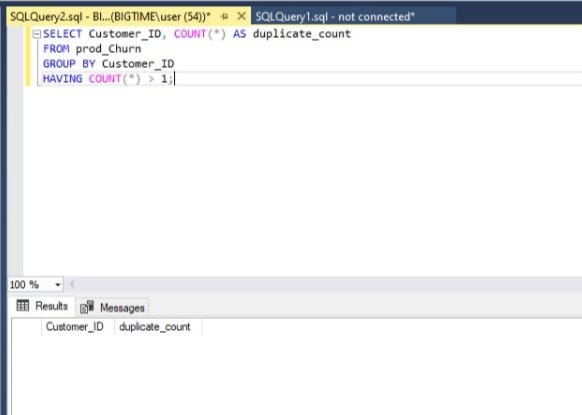 SQLQuery2.sql - BI...(BIGTIME\user (54))* SQLQuery1.sql - not connected*
SELECT Customer_ID, COUNT(*) AS duplicate_count
FROM prod_Churn
GROUP BY Customer_ID
HAVING COUNT(*) > 1;
100 %
Results Messages
Customer_ID duplicate_count